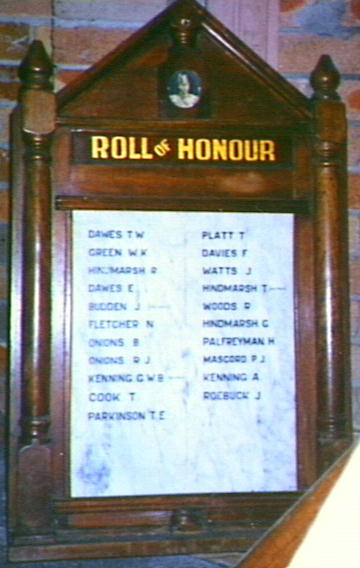 ROLL OF HONOUR
DAWES T.W
GREEN W.K
HINDMARSH R
DAWES E
BUDDEN J
FLETCHER N
ONIONS B
ONIONS R J
KENNING G W B
COOK T
PARKINSON T.E
PLATT T
DAVIES F
WATTS J
HINDMARSH T
WOODS R
HINDMARSH G
PALFREYMAN H
MASCORD P.J
KENNING A
ROEBUCK J